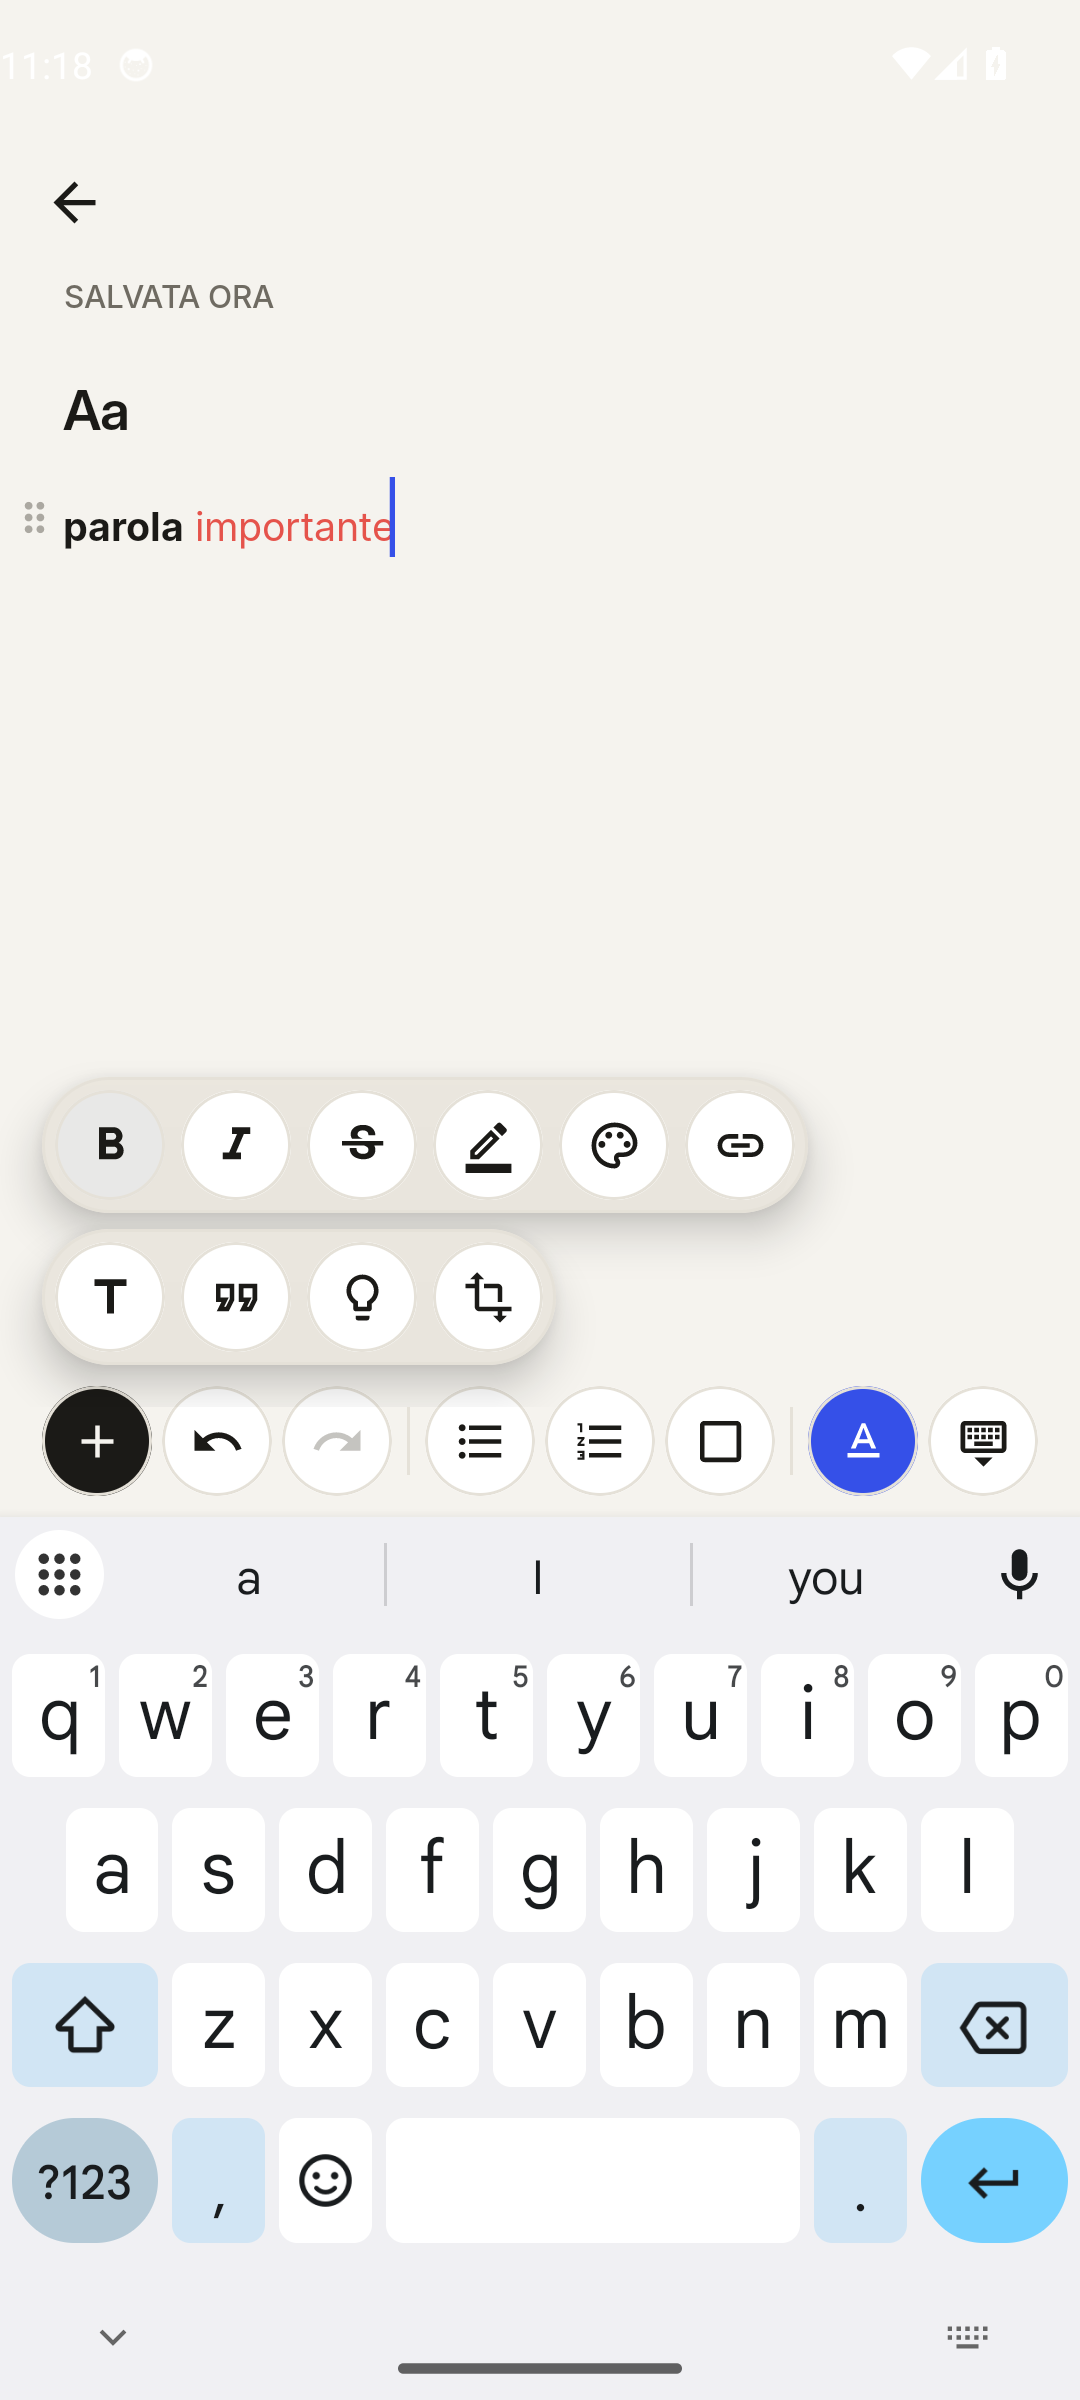 11:18
SALVATA ORA
Aa
parola importante
B I S
T
A
a I you
q1 w2 e3 r4 t5 y6 u7 i8 o9 p0
a s d f g h j k l
z x c v b n m
?123 , .